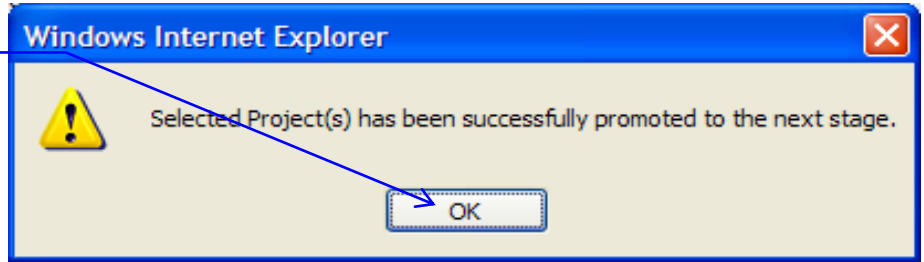 Windows Internet Explorer
Selected Project(s) has been successfully promoted to the next stage.
OK